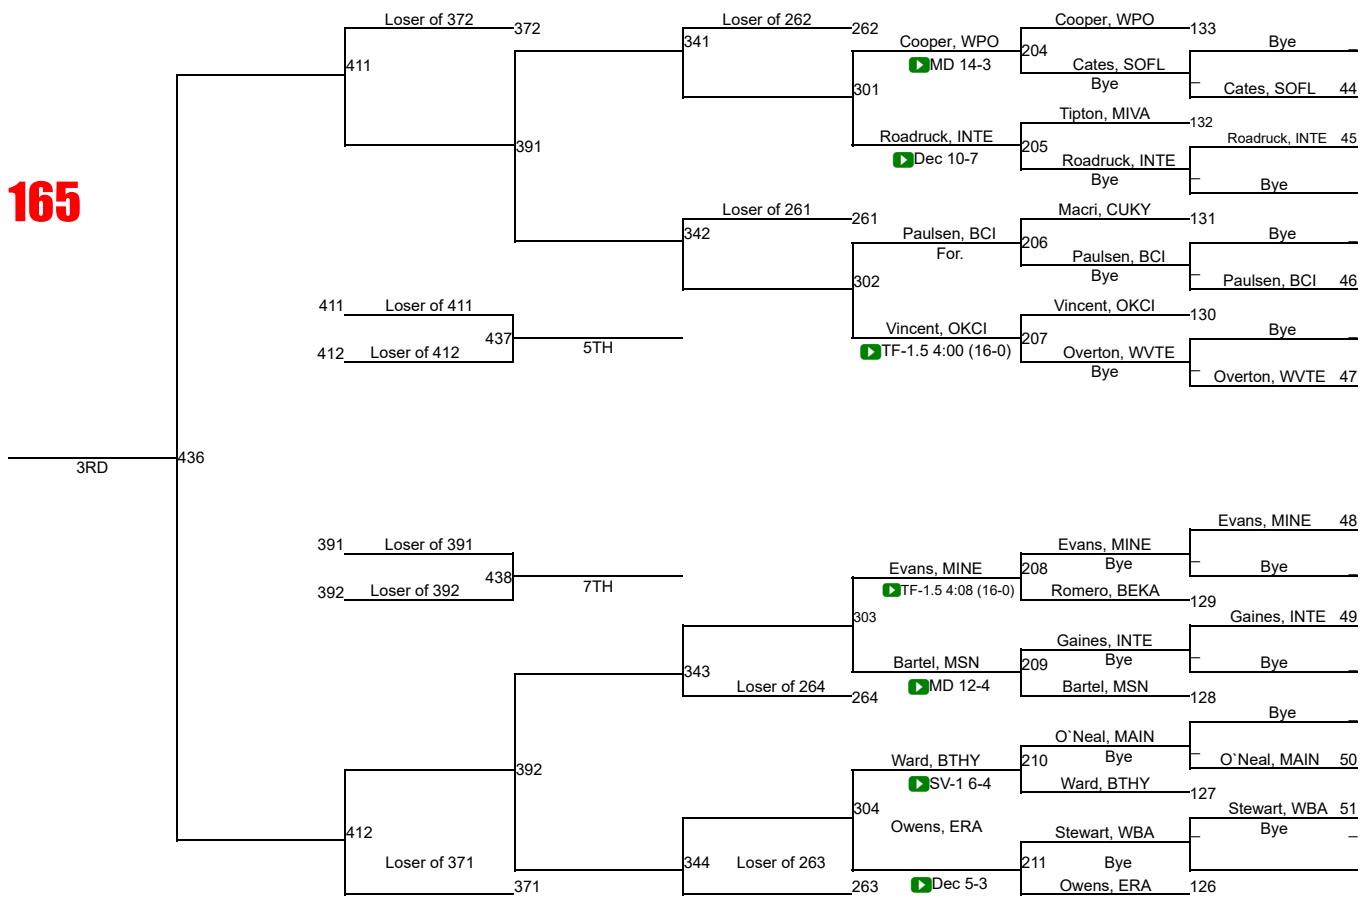 Loser of 372
372
Loser of 262
262
Cooper, WPO
133
341
Cooper, WPO
204
Bye
_
411
MD 14-3
Cates, SOFL
Bye
_
Cates, SOFL 44
301
Tipton, MIVA
132
391
Roadruck, INTE
205
Roadruck, INTE 45
Dec 10-7
Roadruck, INTE
Bye
_
Bye
165
Loser of 261
261
Macri, CUKY
131
342
Paulsen, BCI
206
Bye
_
For.
Paulsen, BCI
Bye
_
Paulsen, BCI 46
302
411
Loser of 411
Vincent, OKCI
130
437
5TH
Vincent, OKCI
207
Bye
_
412
Loser of 412
TF-1.5 4:00 (16-0)
Overton, WVTE
Bye
_
Overton, WVTE 47
436
3RD
Evans, MINE 48
391
Loser of 391
Evans, MINE
438
7TH
Evans, MINE
208
Bye
_
Bye
_
392
Loser of 392
TF-1.5 4:08 (16-0)
Romero, BEKA
129
303
Gaines, INTE 49
Gaines, INTE
343
Bartel, MSN
209
Bye
_
Bye
_
Loser of 264
264
MD 12-4
Bartel, MSN
128
Bye
_
O`Neal, MAIN
392
Ward, BTHY
210
Bye
_
O`Neal, MAIN 50
SV-1 6-4
Ward, BTHY
127
304
Stewart, WBA 51
412
Owens, ERA
Stewart, WBA
_
Bye
_
Loser of 371
344
Loser of 263
211
Bye
371
263
Dec 5-3
Owens, ERA
126